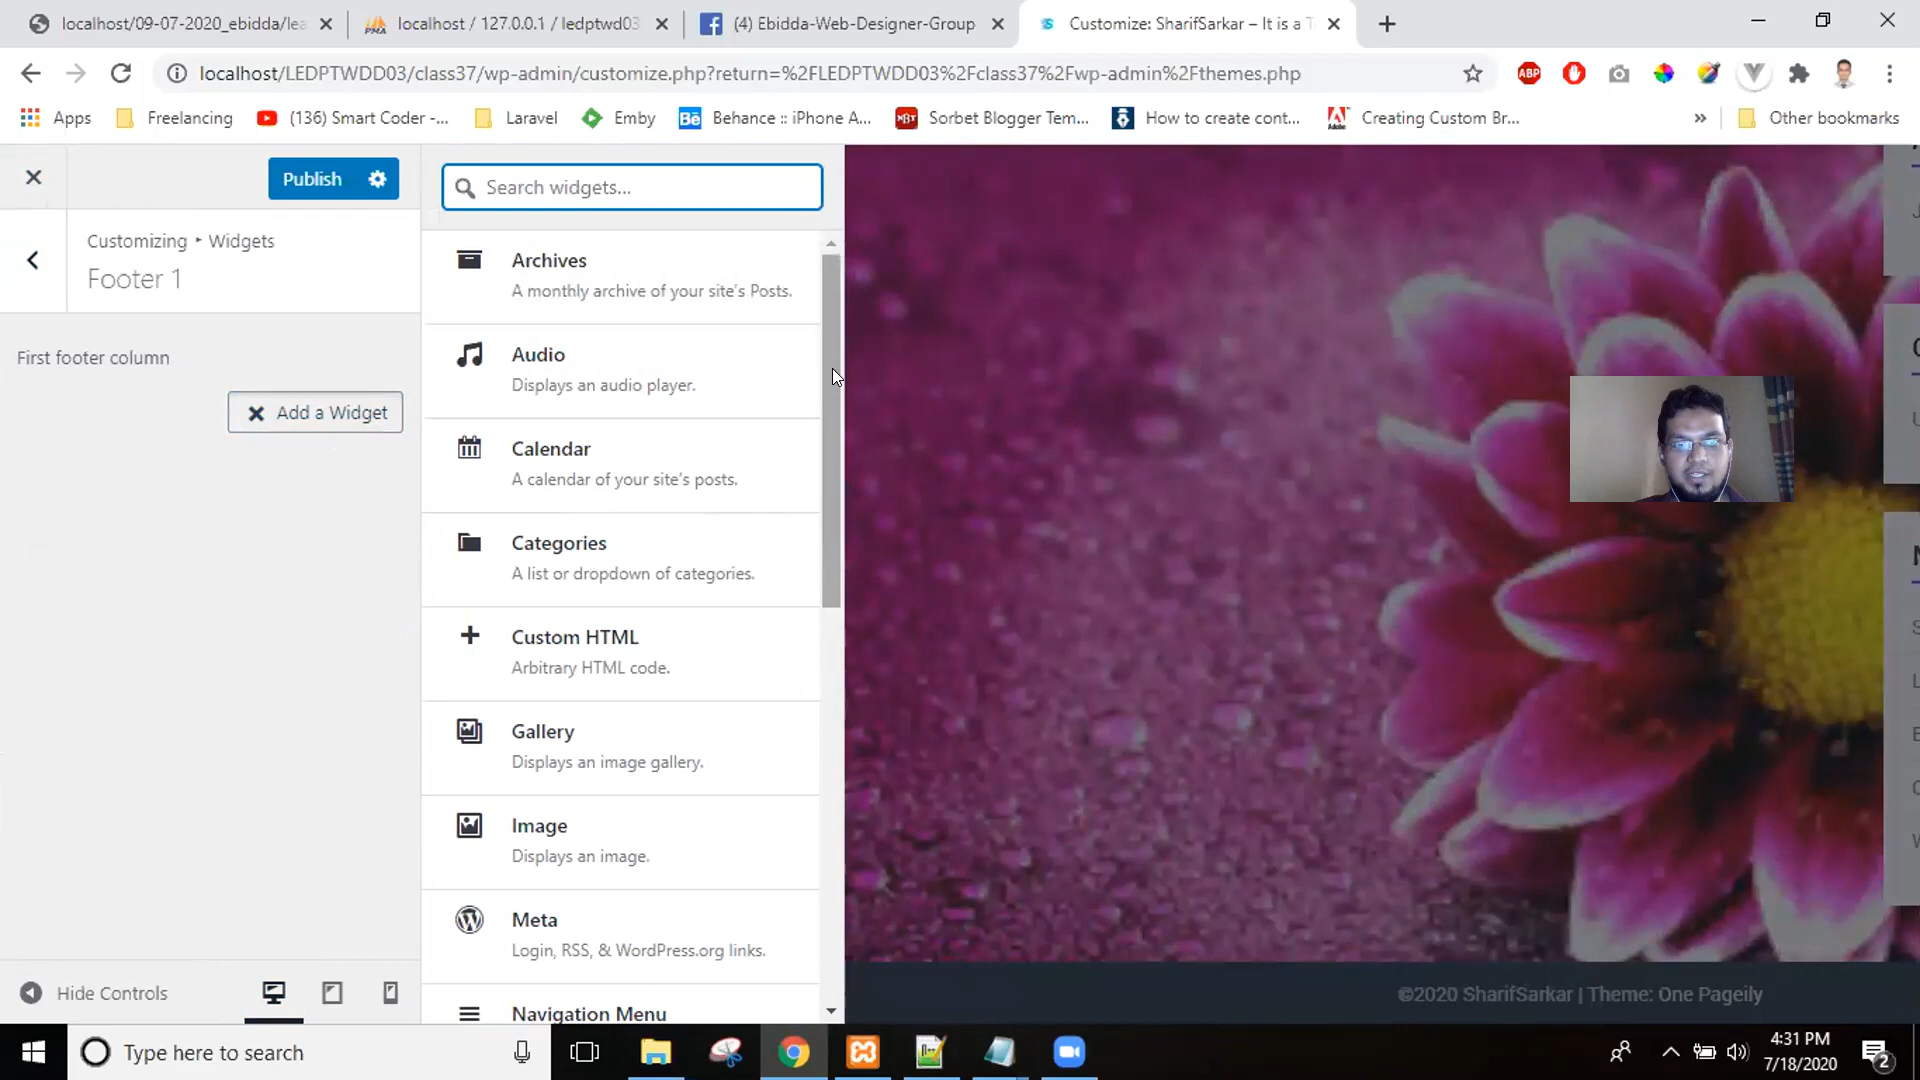 localhost/09-07-2020_ebidda/lea
localhost / 127.0.0.1 / ledptwd03
(4) Ebidda-Web-Designer-Group
Customize: SharifSarkar – It is a T
localhost/LEDPTWDD03/class37/wp-admin/customize.php?return=%2FLEDPTWDD03%2Fclass37%2Fwp-admin%2Fthemes.php
Apps
Freelancing
(136) Smart Coder -...
Laravel
Emby
Behance :: iPhone A...
Sorbet Blogger Tem...
How to create cont...
Creating Custom Br...
Other bookmarks
Publish
Customizing ▸ Widgets
Footer 1
First footer column
Add a Widget
Search widgets...
Archives
A monthly archive of your site's Posts.
Audio
Displays an audio player.
Calendar
A calendar of your site's posts.
Categories
A list or dropdown of categories.
Custom HTML
Arbitrary HTML code.
Gallery
Displays an image gallery.
Image
Displays an image.
Meta
Login, RSS, & WordPress.org links.
Navigation Menu
Hide Controls
©2020 SharifSarkar | Theme: One Pageily
Type here to search
4:31 PM
7/18/2020
2